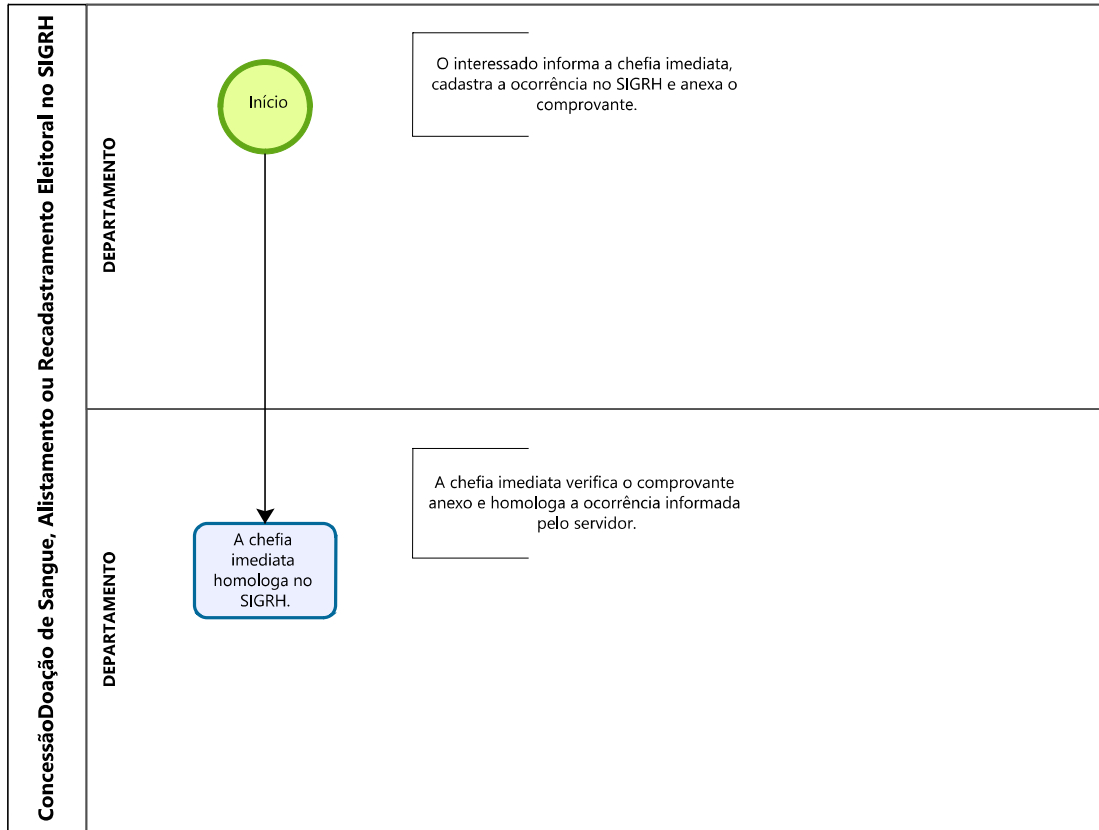 ConcessãoDoação de Sangue, Alistamento ou Recadastramento Eleitoral no SIGRH
DEPARTAMENTO
Início
O interessado informa a chefia imediata,
cadastra a ocorrência no SIGRH e anexa o
comprovante.
DEPARTAMENTO
A chefia
imediata
homologa no
SIGRH.
A chefia imediata verifica o comprovante
anexo e homologa a ocorrência informada
pelo servidor.